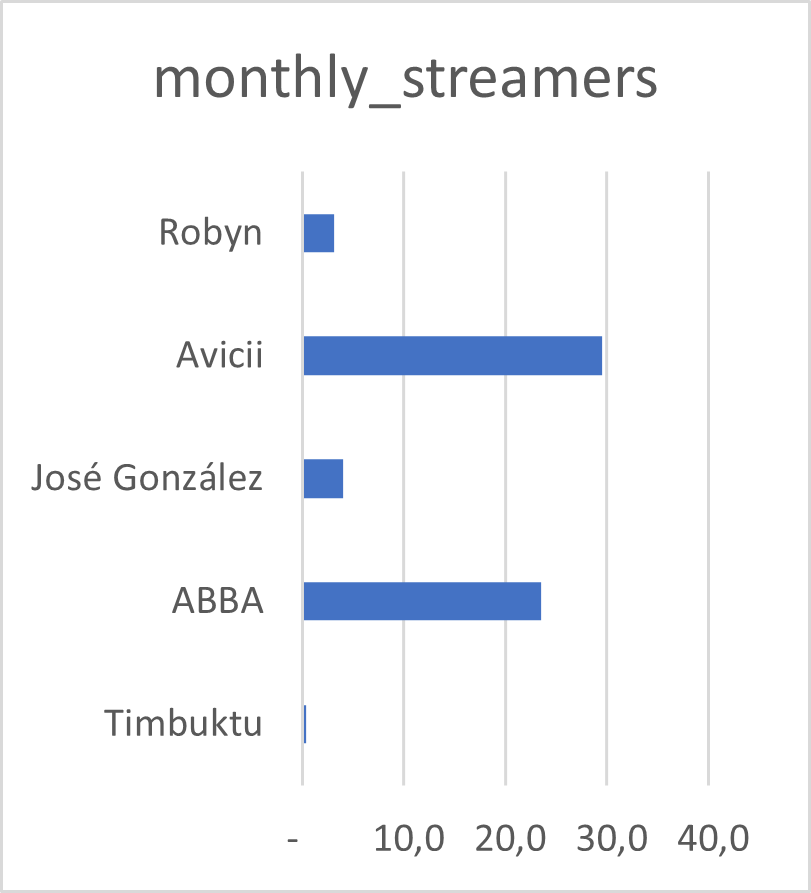 monthly_streamers
Robyn
Avicii
José González
ABBA
Timbuktu
- 10,0 20,0 30,0 40,0